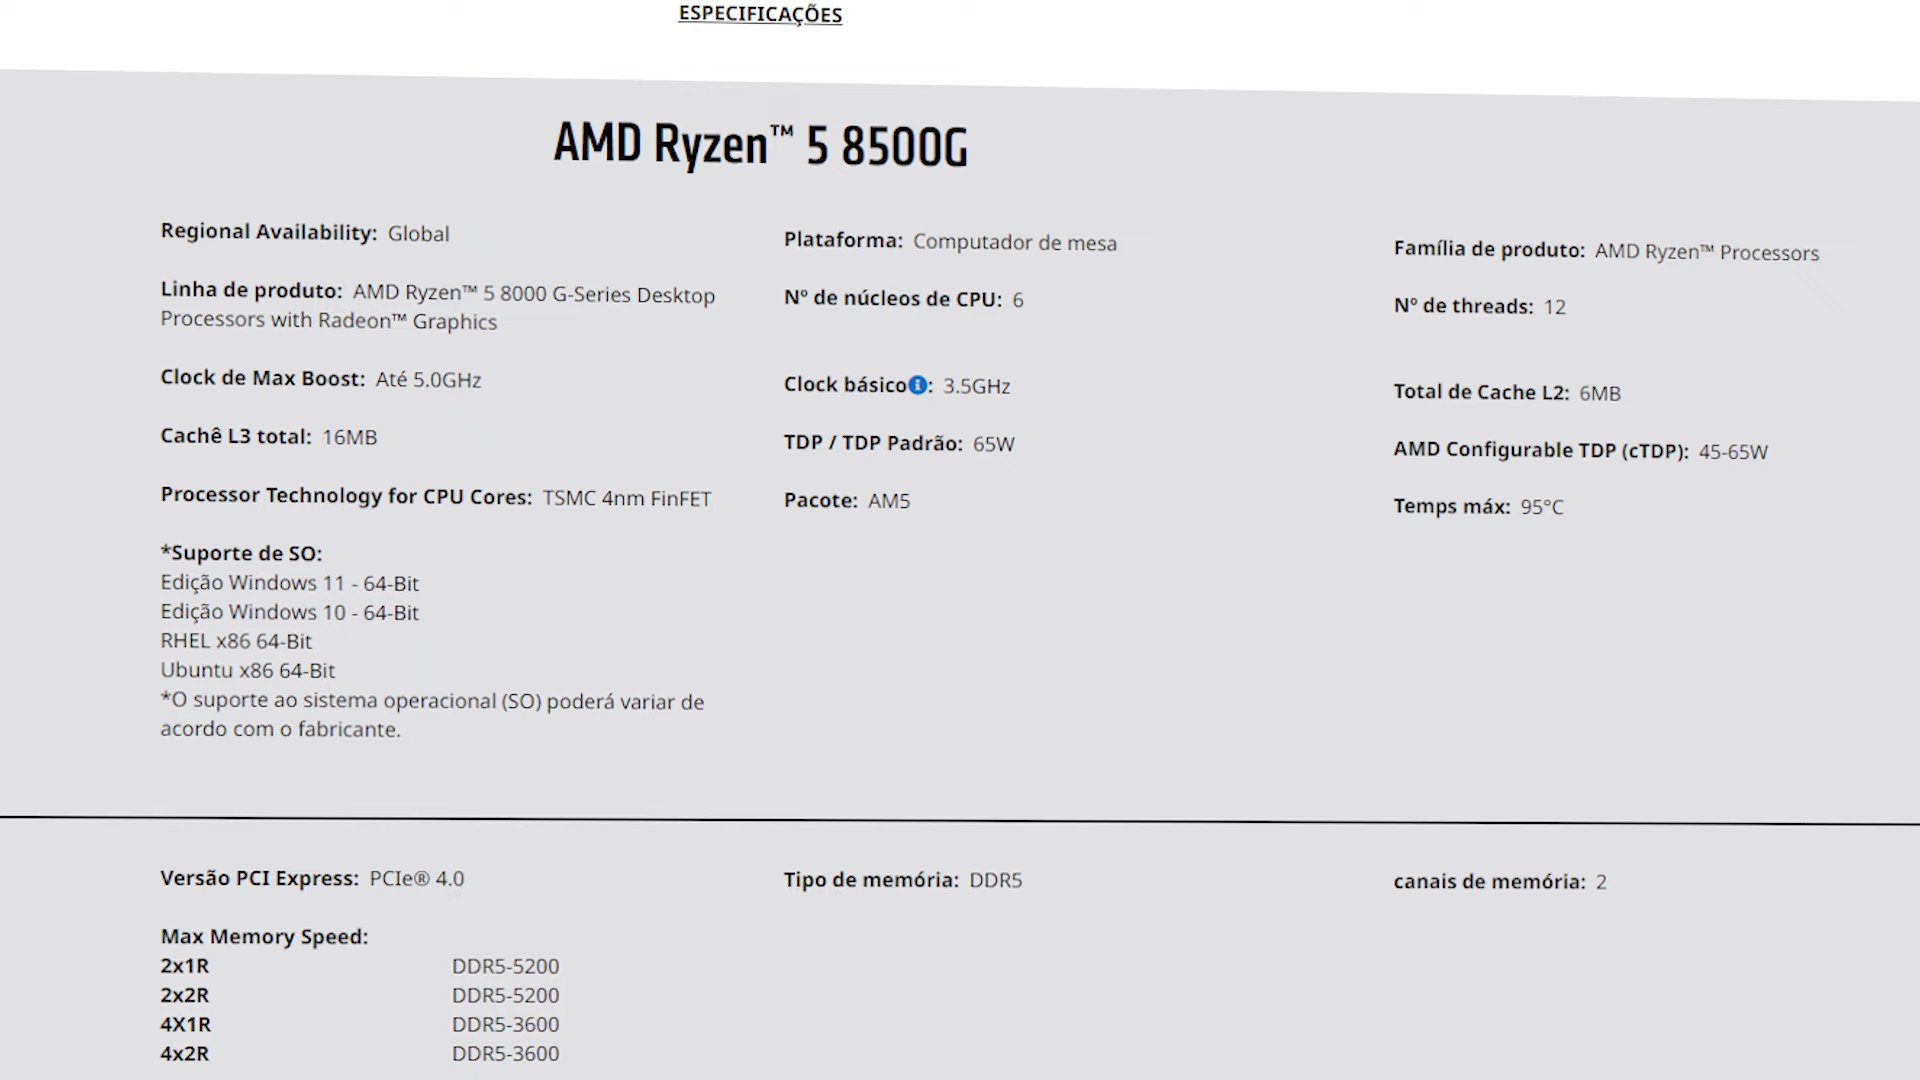 ESPECIFICAÇÕES
AMD Ryzen™ 5 8500G
Regional Availability: Global
Plataforma: Computador de mesa
Família de produto: AMD Ryzen™ Processors
Linha de produto: AMD Ryzen™ 5 8000 G-Series Desktop
Processors with Radeon™ Graphics
Nº de núcleos de CPU: 6
Nº de threads: 12
Clock de Max Boost: Até 5.0GHz
Clock básico: 3.5GHz
Total de Cache L2: 6MB
Cachê L3 total: 16MB
TDP / TDP Padrão: 65W
AMD Configurable TDP (cTDP): 45-65W
Processor Technology for CPU Cores: TSMC 4nm FinFET
Pacote: AM5
Temps máx: 95°C
*Suporte de SO:
Edição Windows 11 - 64-Bit
Edição Windows 10 - 64-Bit
RHEL x86 64-Bit
Ubuntu x86 64-Bit
*O suporte ao sistema operacional (SO) poderá variar de
acordo com o fabricante.
Versão PCI Express: PCIe® 4.0
Tipo de memória: DDR5
canais de memória: 2
Max Memory Speed:
2x1R DDR5-5200
2x2R DDR5-5200
4X1R DDR5-3600
4x2R DDR5-3600